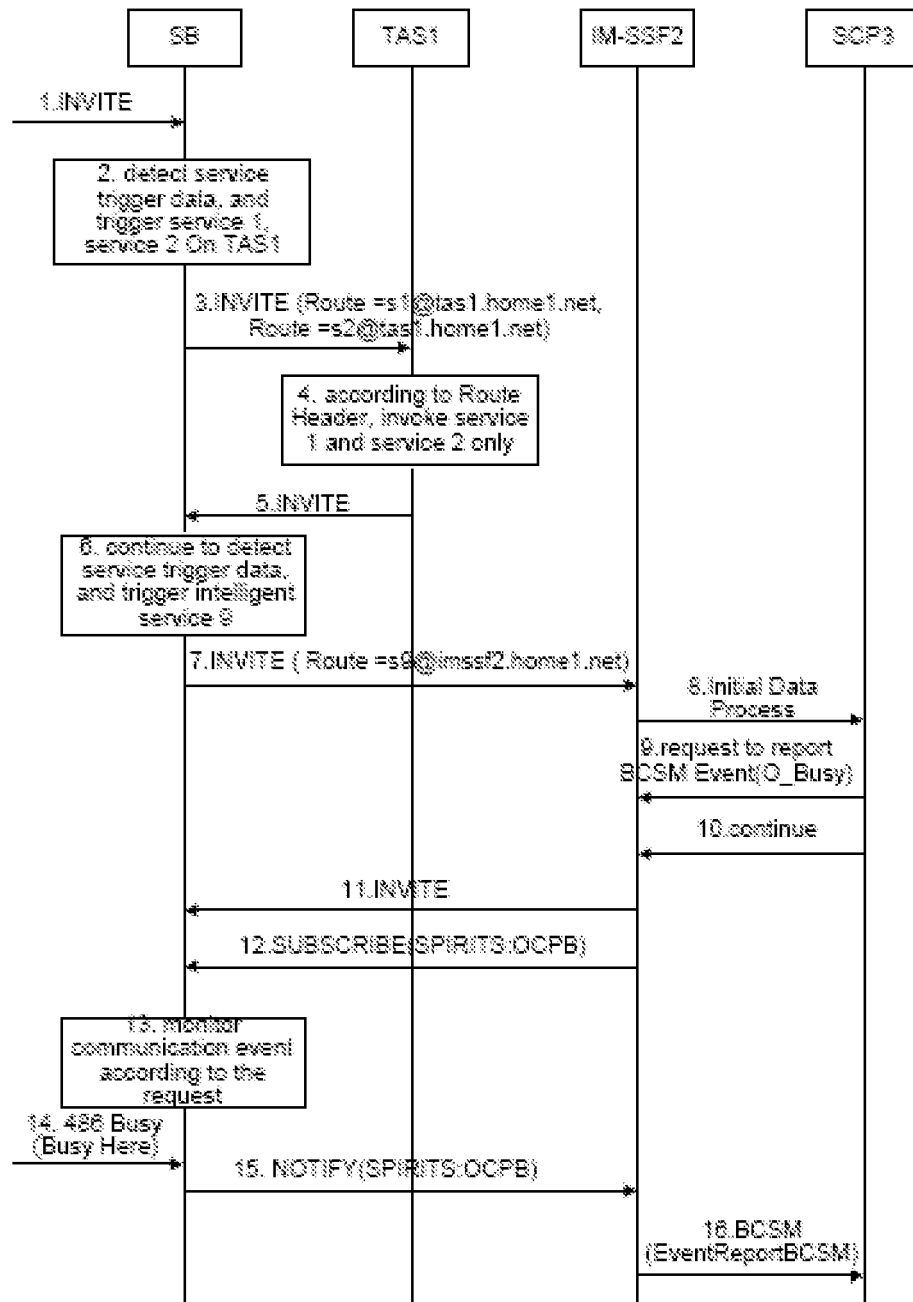 SB
TAS1
IM-SSF2
SCP3
1.INVITE
2. detect service
trigger data, and
trigger service 1,
service 2 On TAS1
3.INVITE (Route =s1@tas1.home1.net,
Route =s2@tas1.home1.net)
4. according to Route
Header, invoke service
1 and service 2 only
5.INVITE
6. continue to detect
service trigger data,
and trigger intelligent
service 9
7.INVITE ( Route =s9@imssf2.home1.net)
8.Initial Data
Process
9.request to report
BCSM Event(O_Busy)
10.continue
11.INVITE
12.SUBSCRIBE(SPIRITS:OCPB)
13. monitor
communication event
according to the
request
14. 486 Busy
(Busy Here)
15. NOTIFY(SPIRITS:OCPB)
16.BCSM
(EventReportBCSM)